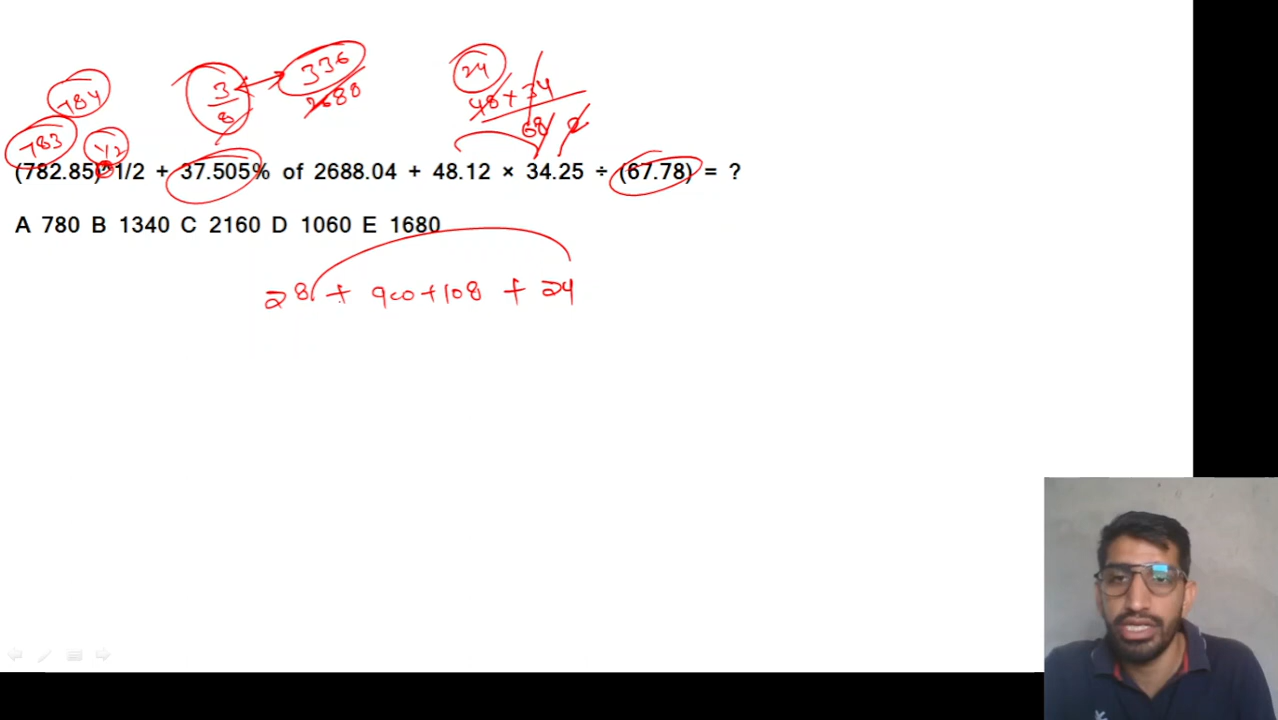 336
24
3/8
2688
48 + 34
68 2
784
783
1/2
(782.85)^1/2 + 37.505% of 2688.04 + 48.12 × 34.25 ÷ (67.78) = ?
A 780 B 1340 C 2160 D 1060 E 1680
28 + 900+108 + 24